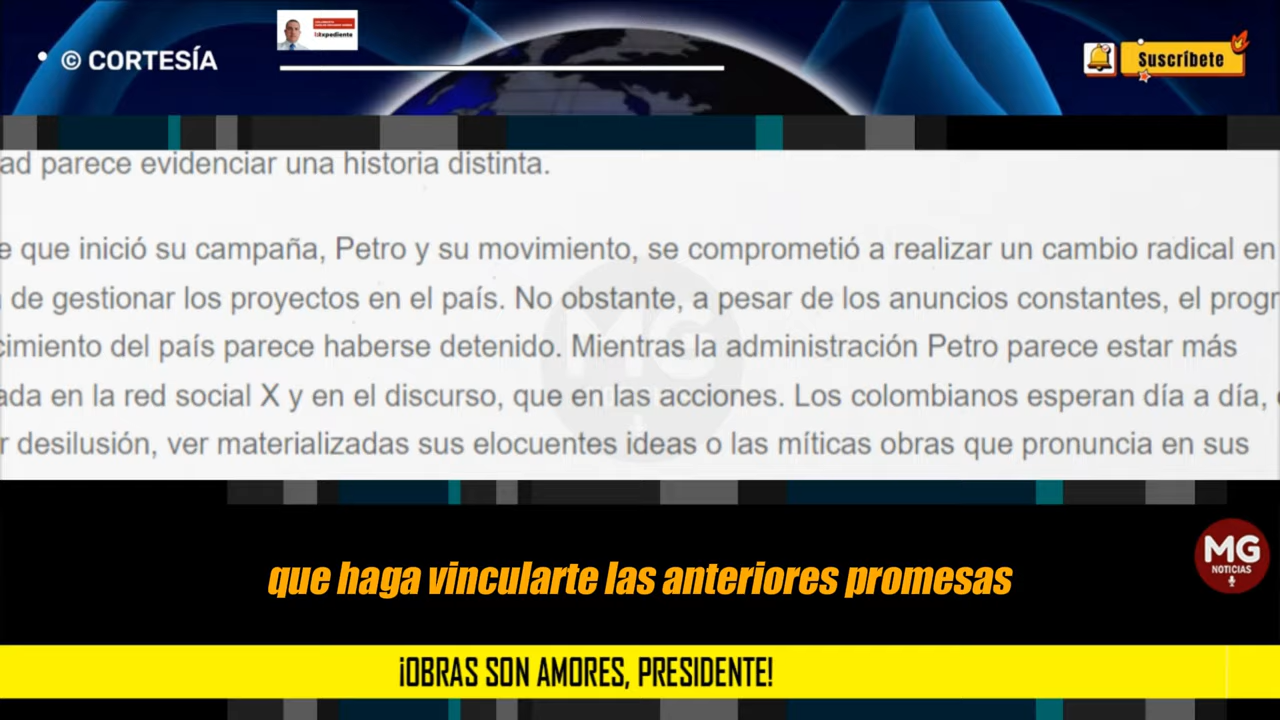 © CORTESÍA
Suscríbete
ad parece evidenciar una historia distinta.
e que inició su campaña, Petro y su movimiento, se comprometió a realizar un cambio radical en
de gestionar los proyectos en el país. No obstante, a pesar de los anuncios constantes, el progr
cimiento del país parece haberse detenido. Mientras la administración Petro parece estar más
ada en la red social X y en el discurso, que en las acciones. Los colombianos esperan día a día,
r desilusión, ver materializadas sus elocuentes ideas o las míticas obras que pronuncia en sus
que haga vincularte las anteriores promesas
MG
NOTICIAS
¡OBRAS SON AMORES, PRESIDENTE!